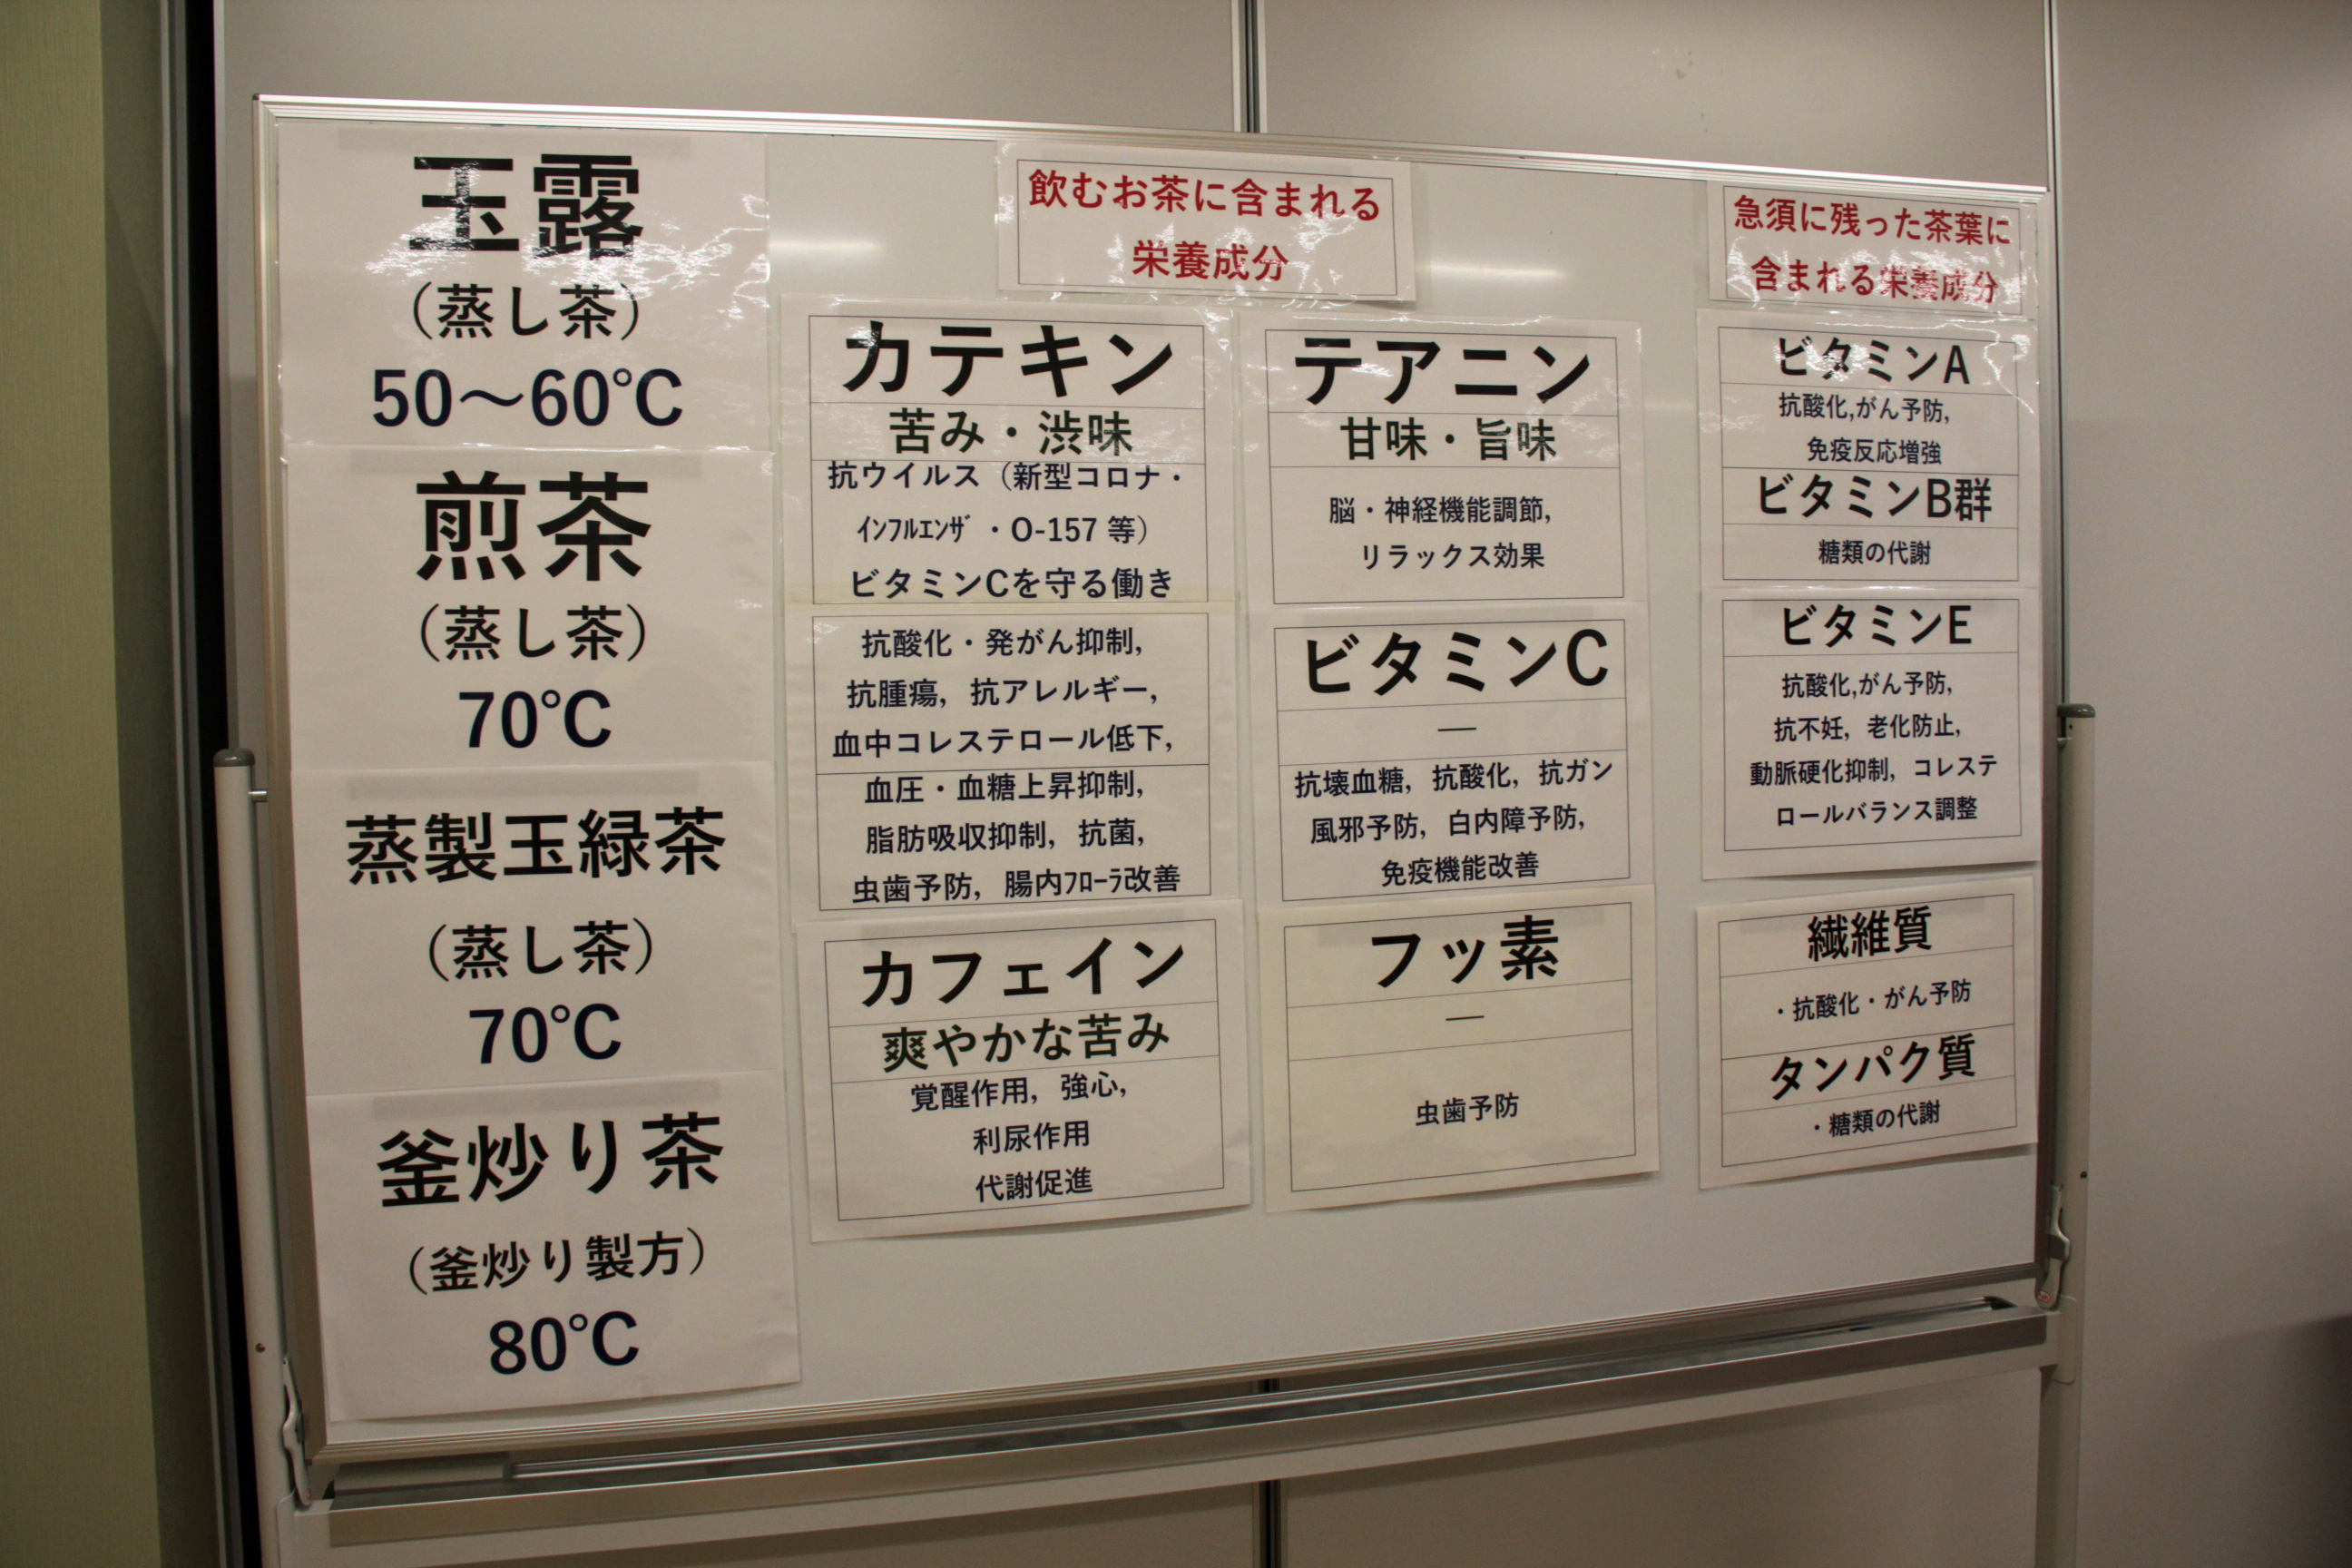 玉露
（蒸し茶）
50～60℃
煎茶
（蒸し茶）
70℃
蒸製玉緑茶
（蒸し茶）
70℃
釜炒り茶
（釜炒り製方）
80℃
飲むお茶に含まれる
栄養成分
カテキン
苦み・渋味
抗ウイルス（新型コロナ・
ｲﾝﾌﾙｴﾝｻﾞ・O-157 等）
ビタミンCを守る働き
抗酸化・発がん抑制,
抗腫瘍, 抗アレルギー,
血中コレステロール低下,
血圧・血糖上昇抑制,
脂肪吸収抑制, 抗菌,
虫歯予防, 腸内ﾌﾛｰﾗ改善
カフェイン
爽やかな苦み
覚醒作用, 強心,
利尿作用
代謝促進
テアニン
甘味・旨味
脳・神経機能調節,
リラックス効果
ビタミンC
―
抗壊血糖, 抗酸化, 抗ガン
風邪予防, 白内障予防,
免疫機能改善
フッ素
―
虫歯予防
急須に残った茶葉に
含まれる栄養成分
ビタミンA
抗酸化,がん予防,
免疫反応増強
ビタミンB群
糖類の代謝
ビタミンE
抗酸化,がん予防,
抗不妊, 老化防止,
動脈硬化抑制, コレステ
ロールバランス調整
繊維質
・抗酸化・がん予防
タンパク質
・糖類の代謝